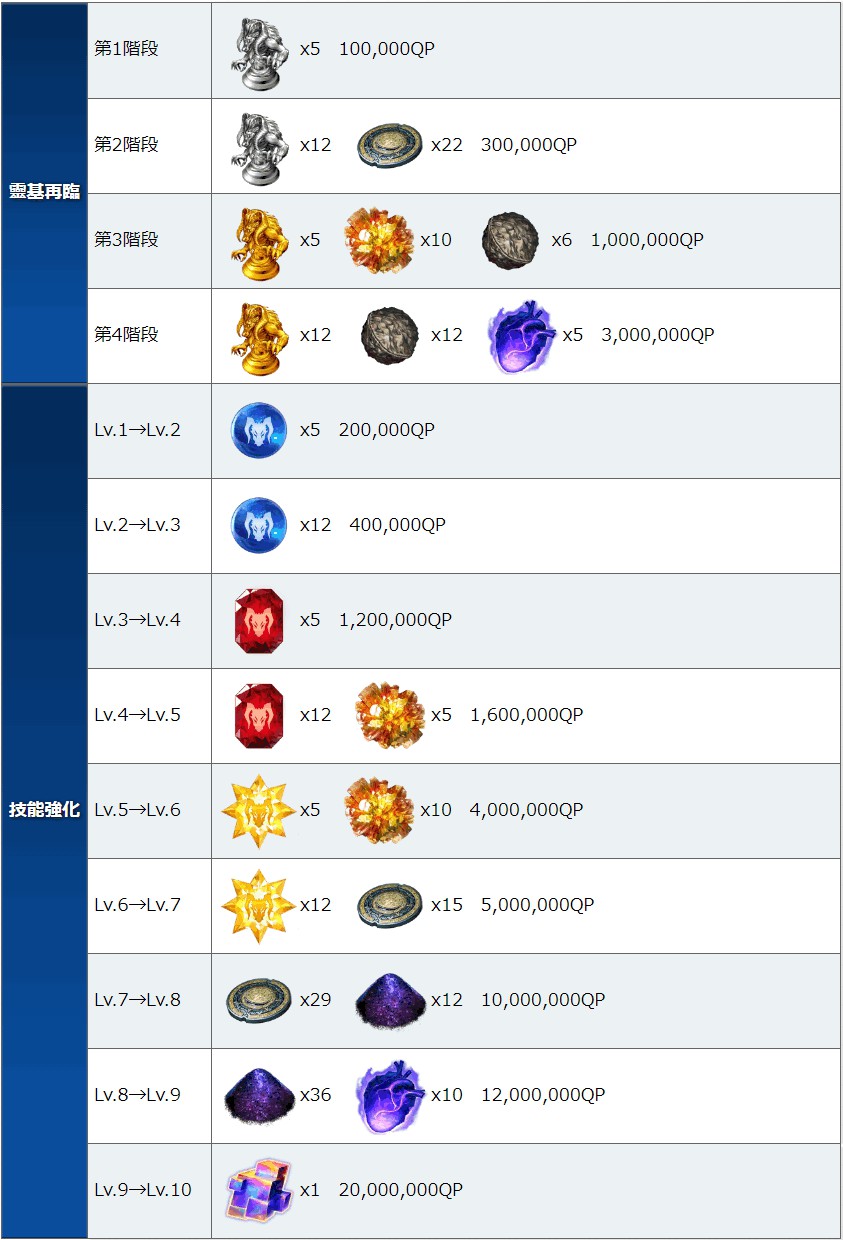 靈基再臨
第1階段 x5 100,000QP
第2階段 x12 x22 300,000QP
第3階段 x5 x10 x6 1,000,000QP
第4階段 x12 x12 x5 3,000,000QP
技能強化
Lv.1→Lv.2 x5 200,000QP
Lv.2→Lv.3 x12 400,000QP
Lv.3→Lv.4 x5 1,200,000QP
Lv.4→Lv.5 x12 x5 1,600,000QP
Lv.5→Lv.6 x5 x10 4,000,000QP
Lv.6→Lv.7 x12 x15 5,000,000QP
Lv.7→Lv.8 x29 x12 10,000,000QP
Lv.8→Lv.9 x36 x10 12,000,000QP
Lv.9→Lv.10 x1 20,000,000QP